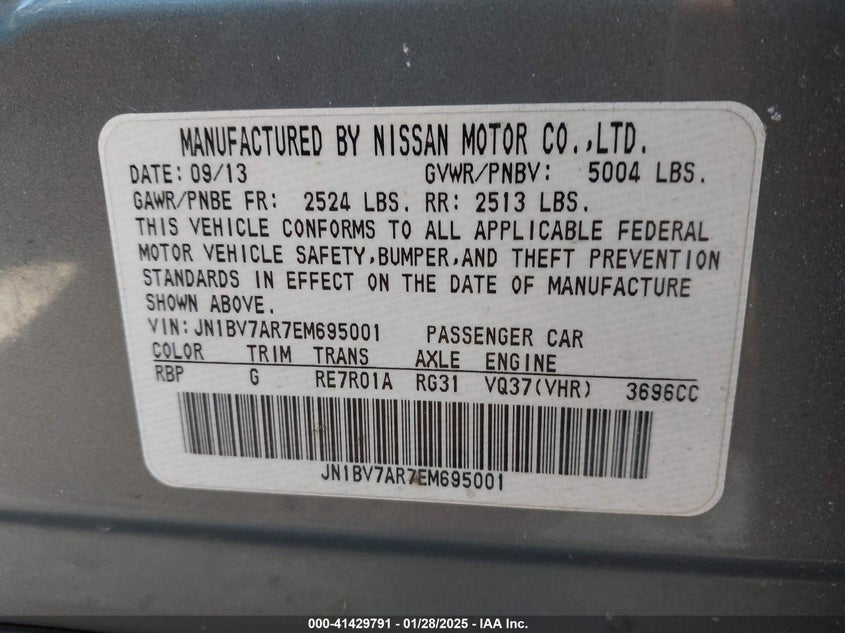 MANUFACTURED BY NISSAN MOTOR CO.,LTD.
DATE: 09/13 GVWR/PNBV: 5004 LBS.
GAWR/PNBE FR: 2524 LBS. RR: 2513 LBS.
THIS VEHICLE CONFORMS TO ALL APPLICABLE FEDERAL
MOTOR VEHICLE SAFETY,BUMPER,AND THEFT PREVENTION
STANDARDS IN EFFECT ON THE DATE OF MANUFACTURE
SHOWN ABOVE.
VIN: JN1BV7AR7EM695001 PASSENGER CAR
COLOR TRIM TRANS AXLE ENGINE
RBP G RE7R01A RG31 VQ37(VHR) 3696CC
JN1BV7AR7EM695001
000-41429791 - 01/28/2025 - IAA Inc.